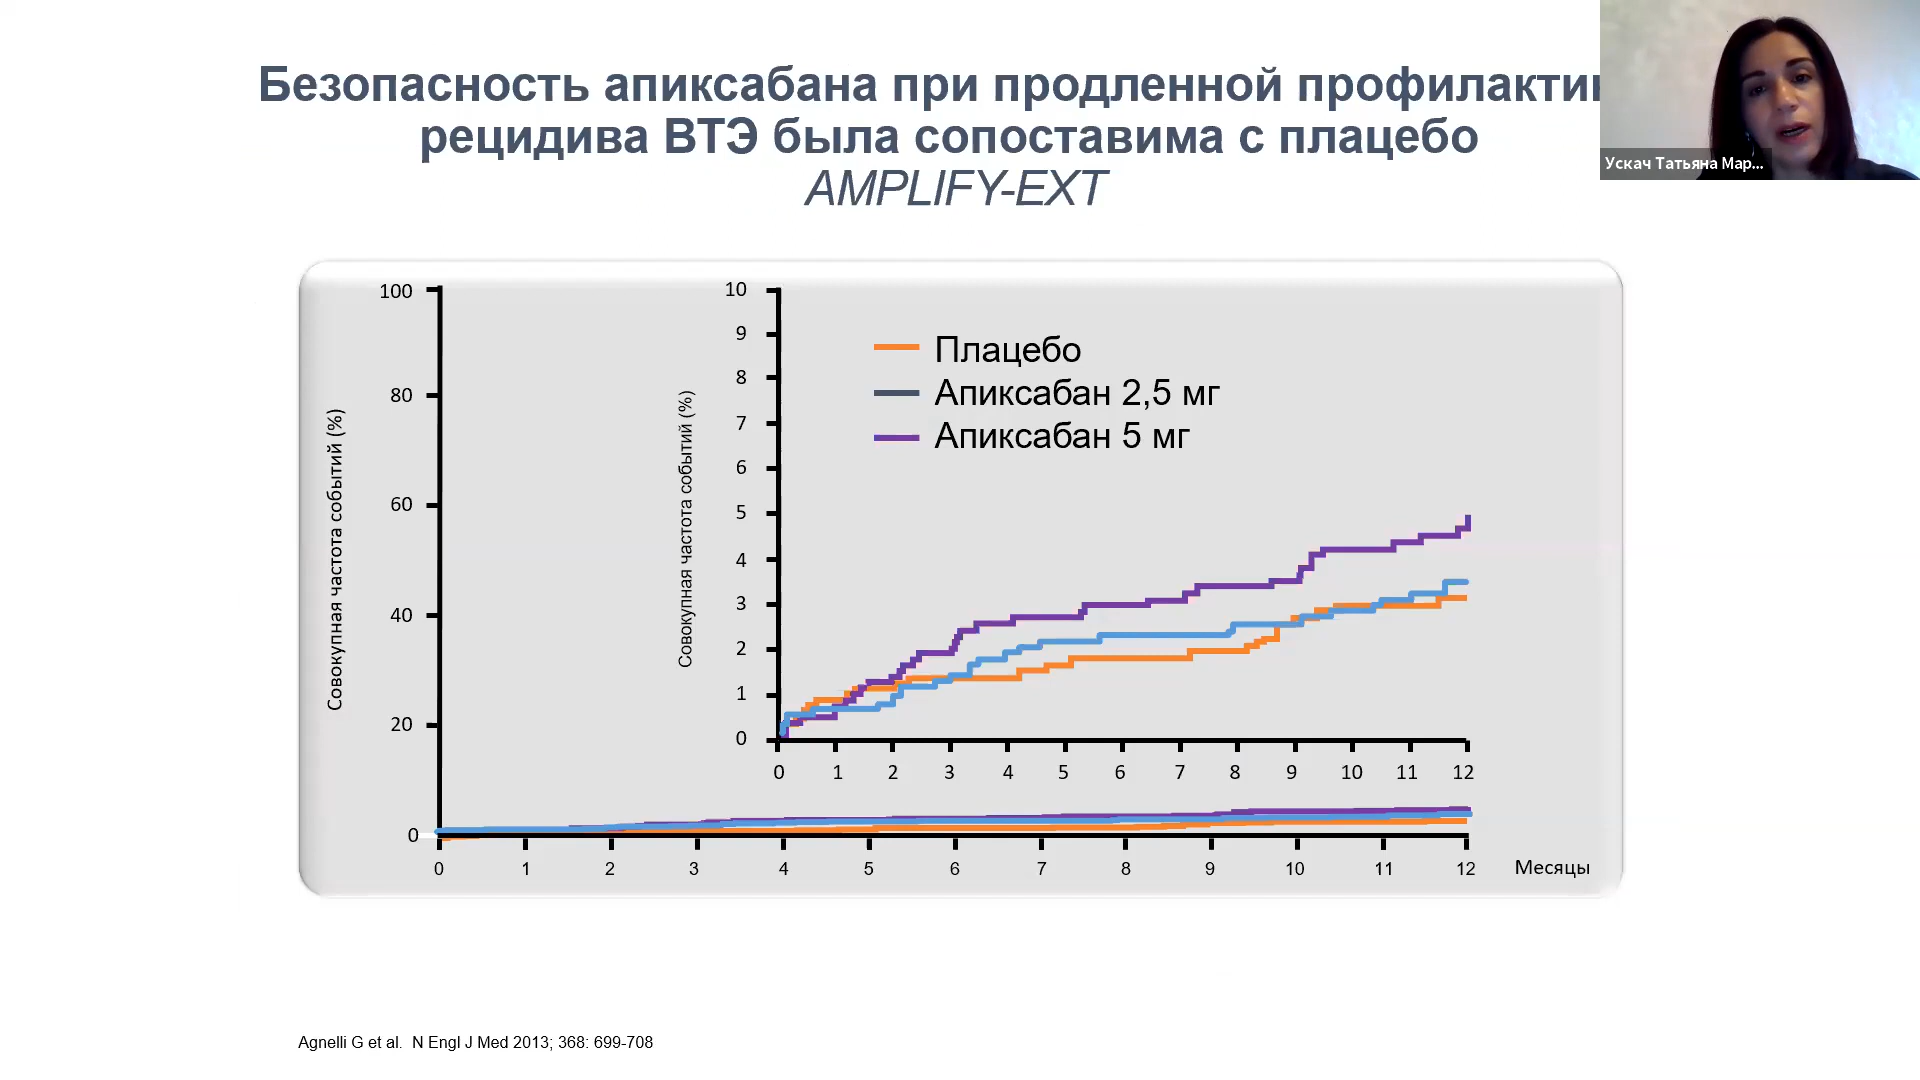 Безопасность апиксабана при продленной профилактик
рецидива ВТЭ была сопоставима с плацебо
AMPLIFY-EXT
Ускач Татьяна Мар...
Совокупная частота событий (%)
100
80
60
40
20
0
0 1 2 3 4 5 6 7 8 9 10 11 12 Месяцы
Совокупная частота событий (%)
10
9
8
7
6
5
4
3
2
1
0
0 1 2 3 4 5 6 7 8 9 10 11 12
Плацебо
Апиксабан 2,5 мг
Апиксабан 5 мг
Agnelli G et al. N Engl J Med 2013; 368: 699-708